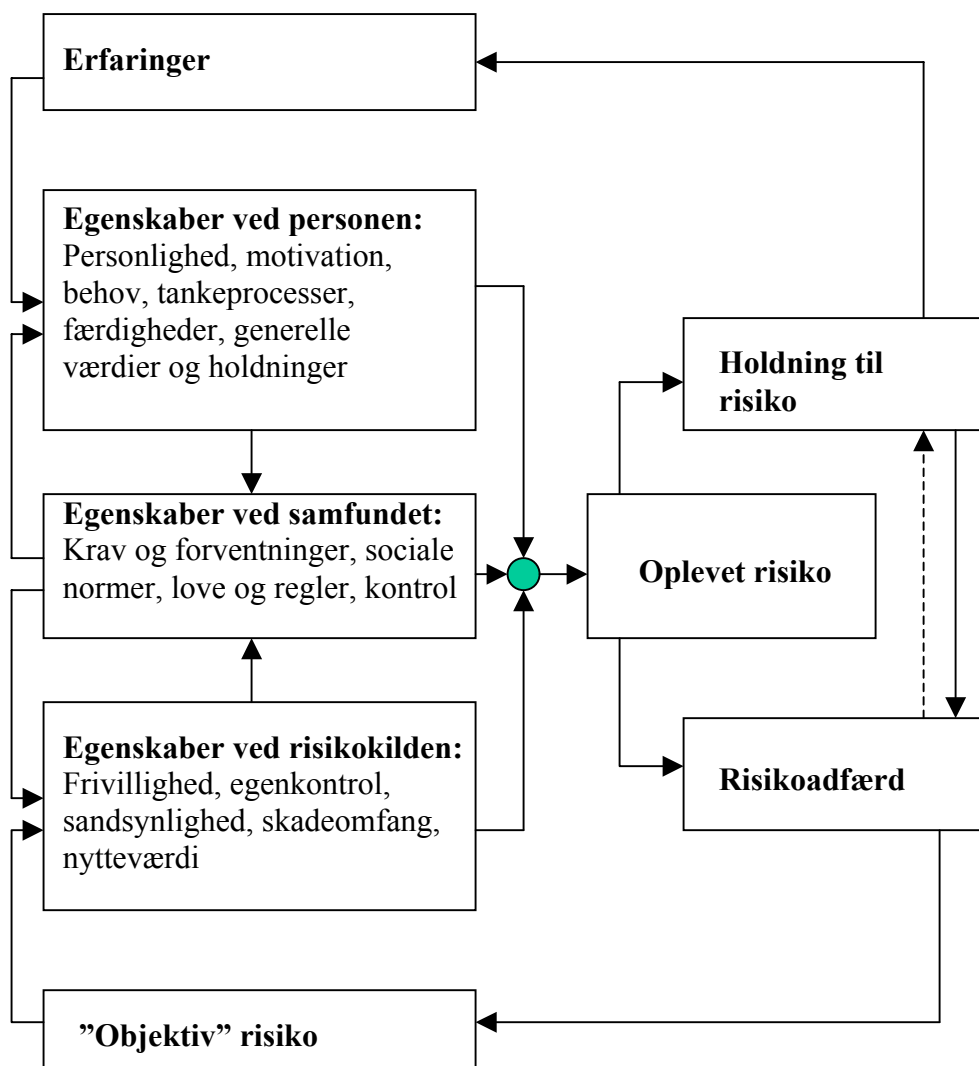 Erfaringer
Egenskaber ved personen:
Personlighed, motivation,
behov, tankeprocesser,
færdigheder, generelle
værdier og holdninger
Egenskaber ved samfundet:
Krav og forventninger, sociale
normer, love og regler, kontrol
Egenskaber ved risikokilden:
Frivillighed, egenkontrol,
sandsynlighed, skadeomfang,
nytteværdi
”Objektiv” risiko
Oplevet risiko
Holdning til
risiko
Risikoadfærd